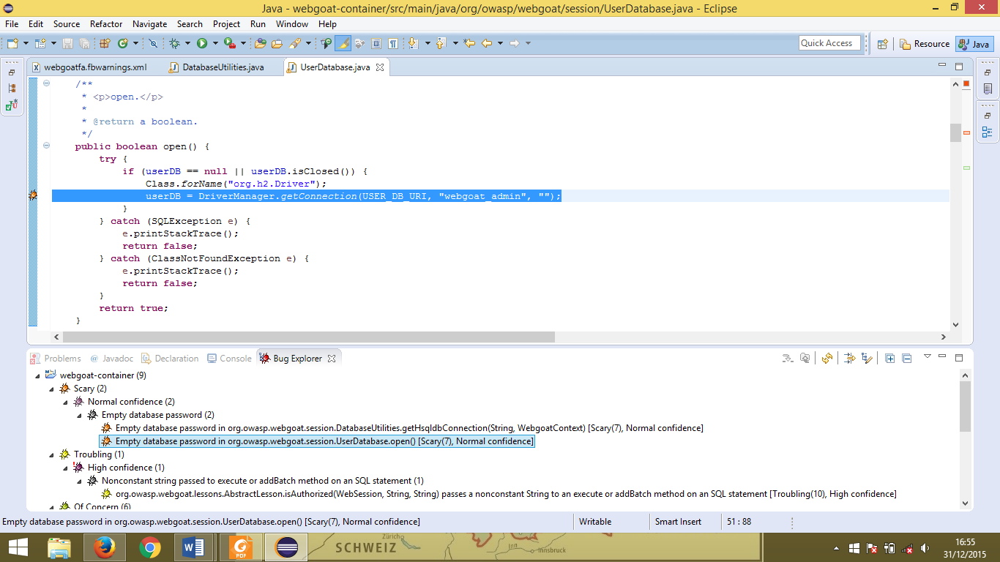 Java - webgoat-container/src/main/java/org/owasp/webgoat/session/UserDatabase.java - Eclipse
File Edit Source Refactor Navigate Search Project Run Window Help
Quick Access Resource Java
webgoatfa.fbwarnings.xml DatabaseUtilities.java UserDatabase.java
/**
* <p>open.</p>
*
* @return a boolean.
*/
public boolean open() {
try {
if (userDB == null || userDB.isClosed()) {
Class.forName("org.h2.Driver");
userDB = DriverManager.getConnection(USER_DB_URI, "webgoat_admin", "");
}
} catch (SQLException e) {
e.printStackTrace();
return false;
} catch (ClassNotFoundException e) {
e.printStackTrace();
return false;
}
return true;
}
Problems @ Javadoc Declaration Console Bug Explorer
webgoat-container (9)
Scary (2)
Normal confidence (2)
Empty database password (2)
Empty database password in org.owasp.webgoat.session.DatabaseUtilities.getHsqldbConnection(String, WebgoatContext) [Scary(7), Normal confidence]
Empty database password in org.owasp.webgoat.session.UserDatabase.open() [Scary(7), Normal confidence]
Troubling (1)
High confidence (1)
Nonconstant string passed to execute or addBatch method on an SQL statement (1)
org.owasp.webgoat.lessons.AbstractLesson.isAuthorized(WebSession, String, String) passes a nonconstant String to an execute or addBatch method on an SQL statement [Troubling(10), High confidence]
Of Concern (6)
Empty database password in org.owasp.webgoat.session.UserDatabase.open() [Scary(7), Normal confidence] Writable Smart Insert 51 : 88
Zürich
SCHWEIZ
Inn
Innsbruck
PDF
16:55
31/12/2015